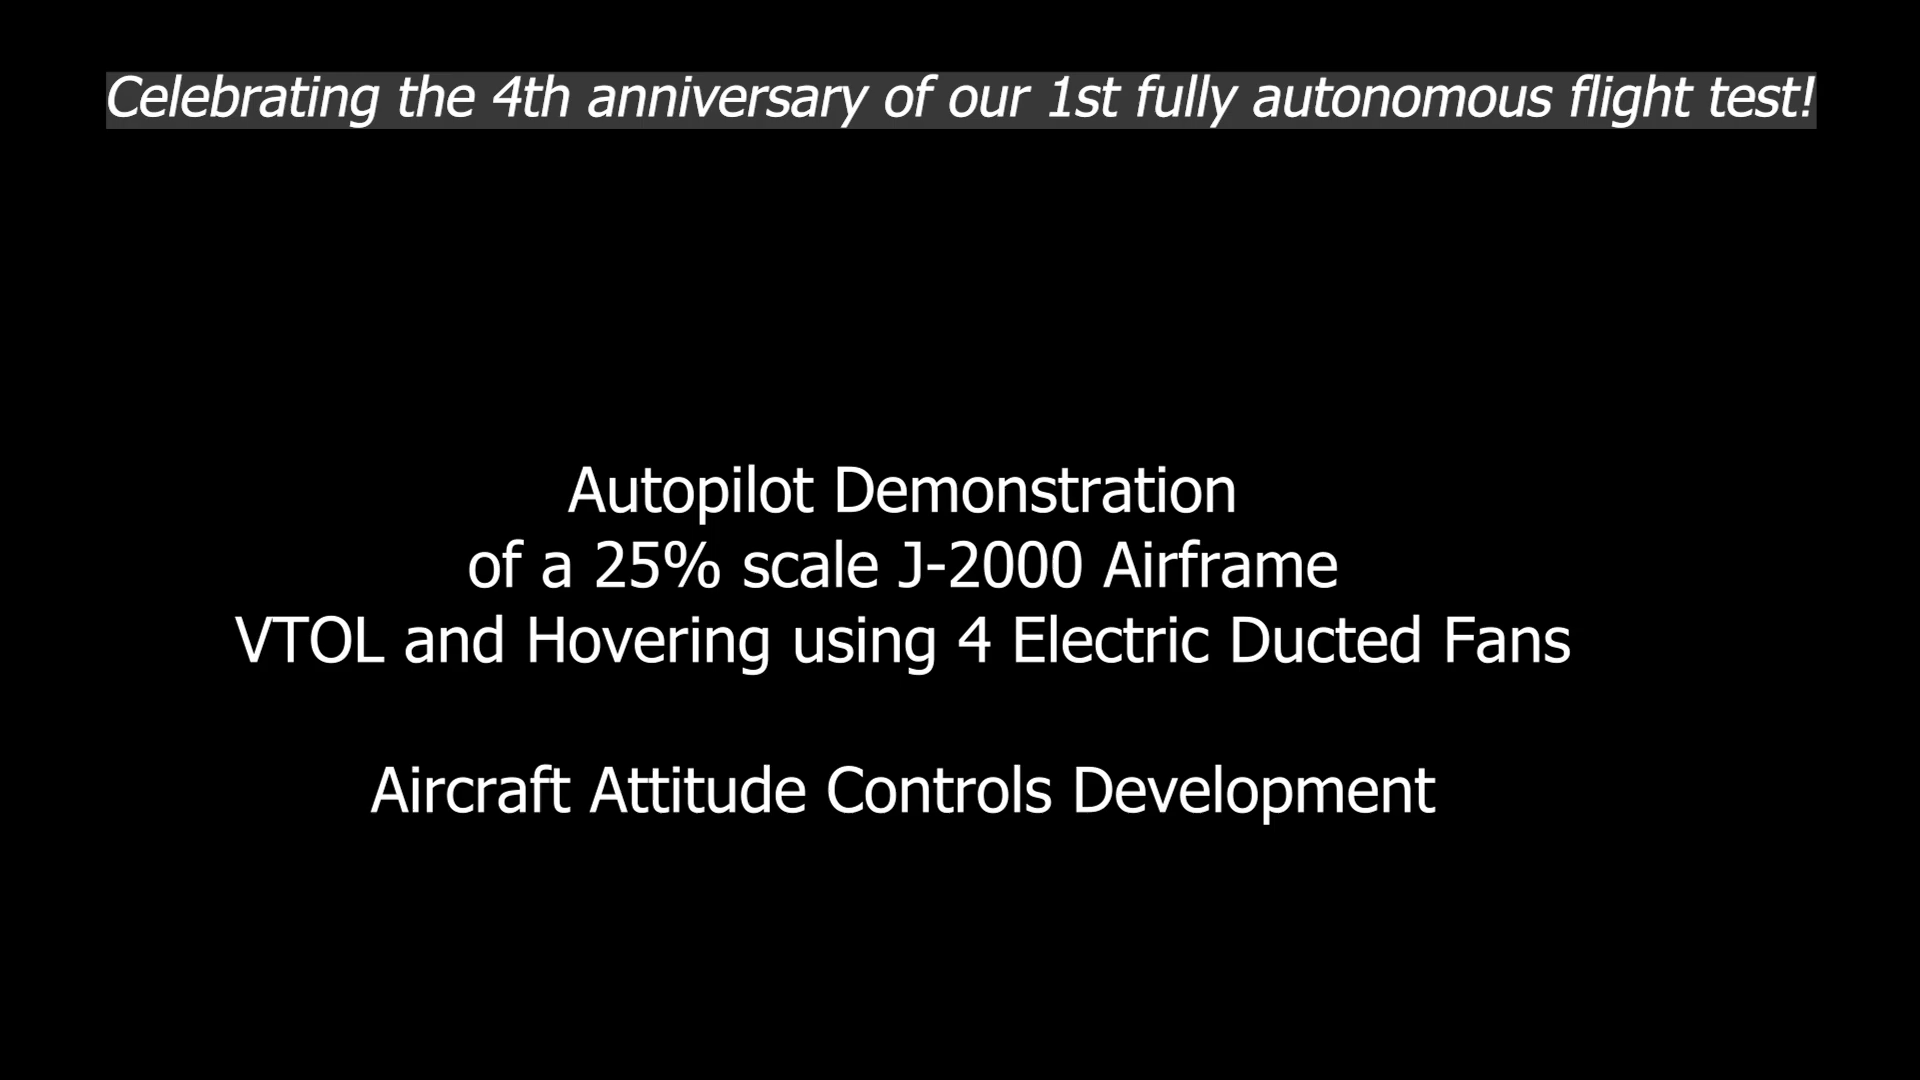 Celebrating the 4th anniversary of our 1st fully autonomous flight test!
Autopilot Demonstration
of a 25% scale J-2000 Airframe
VTOL and Hovering using 4 Electric Ducted Fans
Aircraft Attitude Controls Development